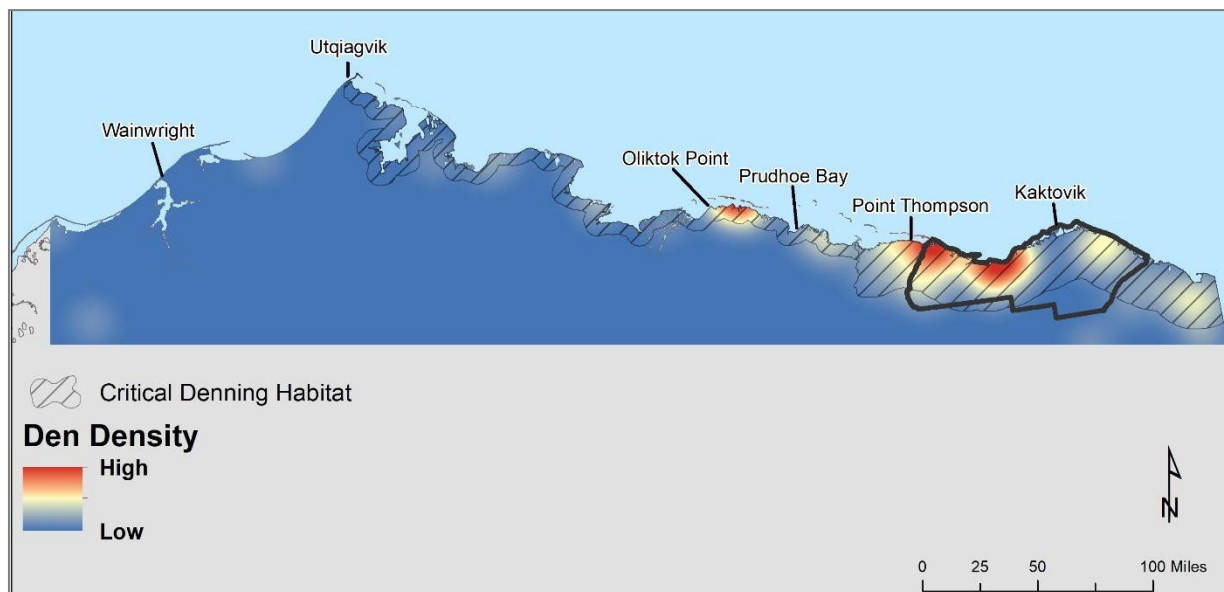 Utqiagvik
Wainwright
Oliktok Point
Prudhoe Bay
Kaktovik
Point Thompson
Critical Denning Habitat
Den Density
High
Low
N
0 25 50 100 Miles